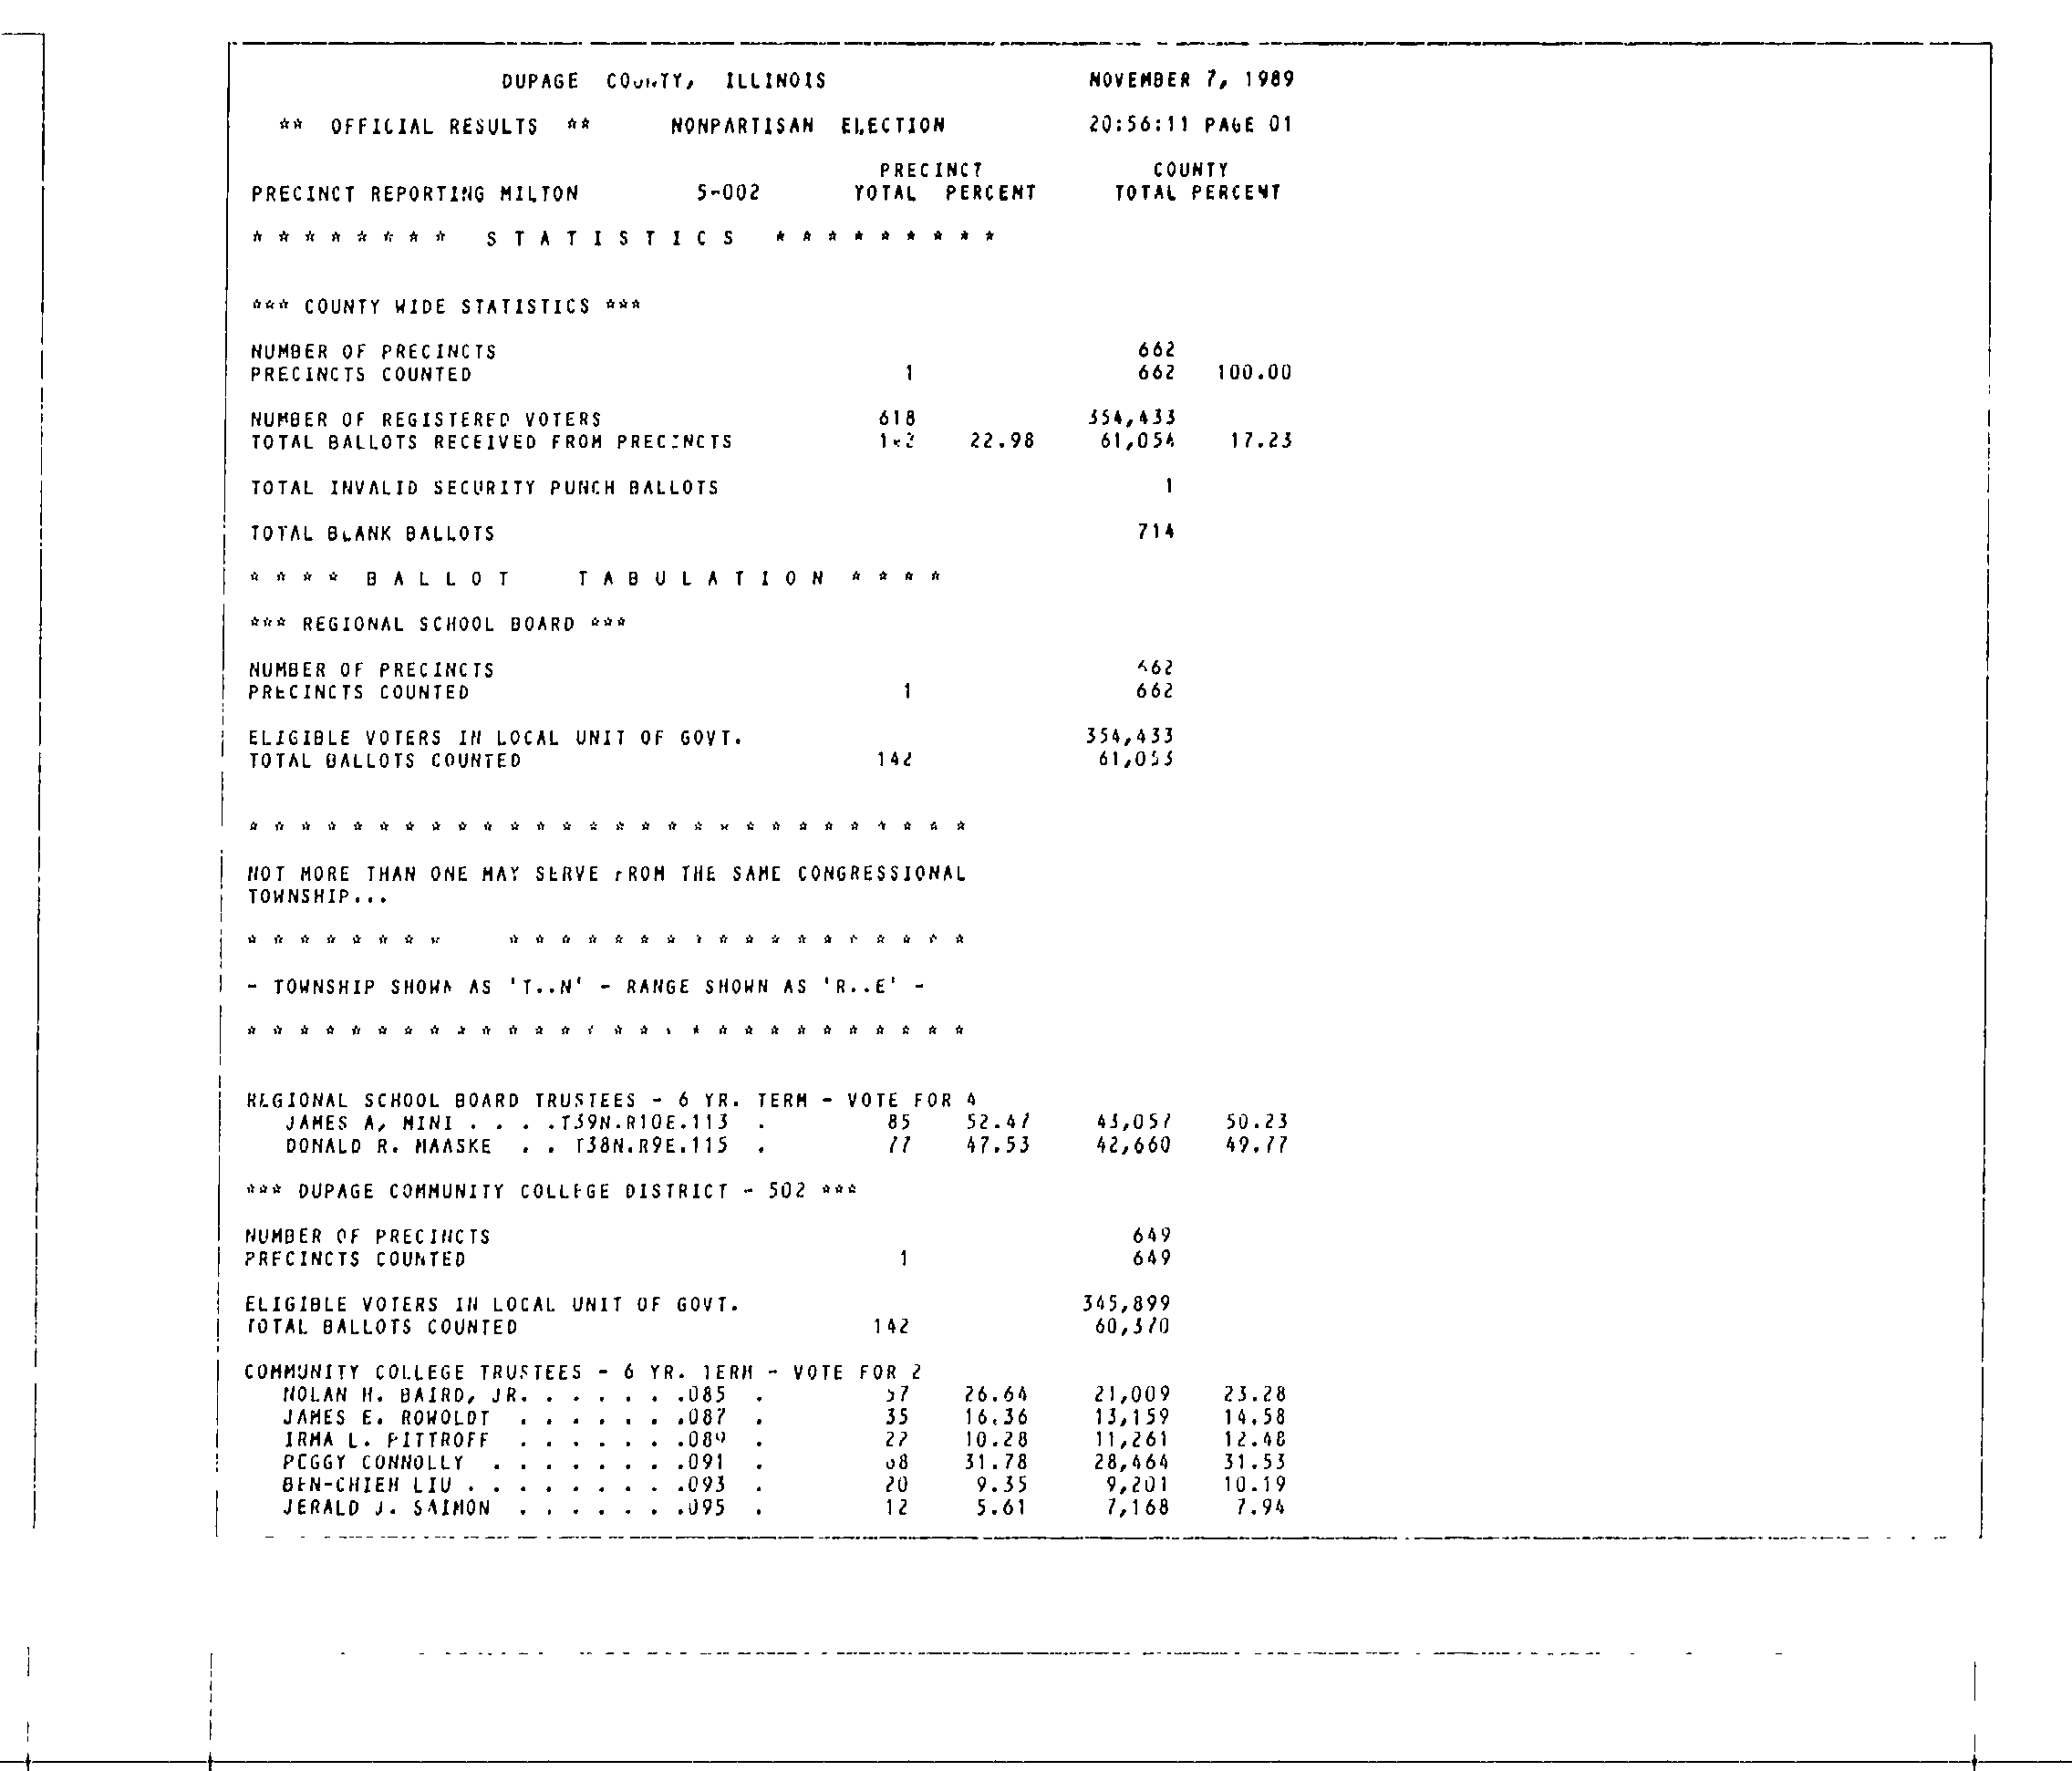 DUPAGE COUNTY, ILLINOIS NOVEMBER 7, 1989
** OFFICIAL RESULTS ** NONPARTISAN ELECTION 20:56:11 PAGE 01
PRECINCT COUNTY
PRECINCT REPORTING MILTON 5-002 TOTAL PERCENT TOTAL PERCENT
* * * * * * * * S T A T I S T I C S * * * * * * * * *
*** COUNTY WIDE STATISTICS ***
NUMBER OF PRECINCTS 662
PRECINCTS COUNTED 1 662 100.00
NUMBER OF REGISTERED VOTERS 618 354,433
TOTAL BALLOTS RECEIVED FROM PRECINCTS 142 22.98 61,054 17.23
TOTAL INVALID SECURITY PUNCH BALLOTS 1
TOTAL BLANK BALLOTS 714
* * * * B A L L O T T A B U L A T I O N * * * *
*** REGIONAL SCHOOL BOARD ***
NUMBER OF PRECINCTS 662
PRECINCTS COUNTED 1 662
ELIGIBLE VOTERS IN LOCAL UNIT OF GOVT. 354,433
TOTAL BALLOTS COUNTED 142 61,053
* * * * * * * * * * * * * * * * * * * * * * * * * * * *
NOT MORE THAN ONE MAY SERVE FROM THE SAME CONGRESSIONAL
TOWNSHIP...
* * * * * * * * * * * * * * * * * * * * * * * * * *
- TOWNSHIP SHOWN AS 'T..N' - RANGE SHOWN AS 'R..E' -
* * * * * * * * * * * * * * * * * * * * * * * * * * * *
REGIONAL SCHOOL BOARD TRUSTEES - 6 YR. TERM - VOTE FOR 4
JAMES A, MINI . . . .T39N.R10E.113 . 85 52.47 43,057 50.23
DONALD R. MAASKE . . T38N.R9E.115 . 77 47.53 42,660 49.77
*** DUPAGE COMMUNITY COLLEGE DISTRICT - 502 ***
NUMBER OF PRECINCTS 649
PRECINCTS COUNTED 1 649
ELIGIBLE VOTERS IN LOCAL UNIT OF GOVT. 345,899
TOTAL BALLOTS COUNTED 142 60,370
COMMUNITY COLLEGE TRUSTEES - 6 YR. TERM - VOTE FOR 2
NOLAN H. BAIRD, JR. . . . . . .085 . 57 26.64 21,009 23.28
JAMES E. ROWOLDT . . . . . . .087 . 35 16.36 13,159 14.58
IRMA L. PITTROFF . . . . . . .089 . 22 10.28 11,261 12.48
PEGGY CONNOLLY . . . . . . . .091 . 68 31.78 28,464 31.53
BEN-CHIEH LIU . . . . . . . . .093 . 20 9.35 9,201 10.19
JERALD J. SAIMON . . . . . . .095 . 12 5.61 7,168 7.94